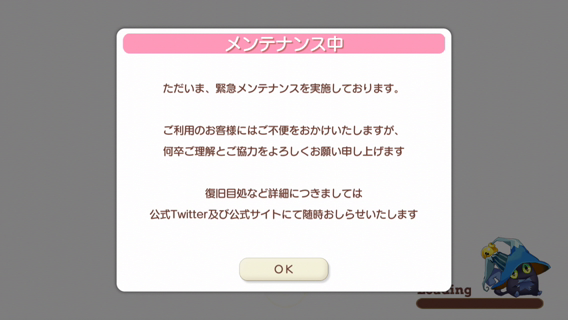 メンテナンス中
ただいま、緊急メンテナンスを実施しております。
ご利用のお客様にはご不便をおかけいたしますが、
何卒ご理解とご協力をよろしくお願い申し上げます
復旧目処など詳細につきましては
公式Twitter及び公式サイトにて随時おしらせいたします
OK
Loading